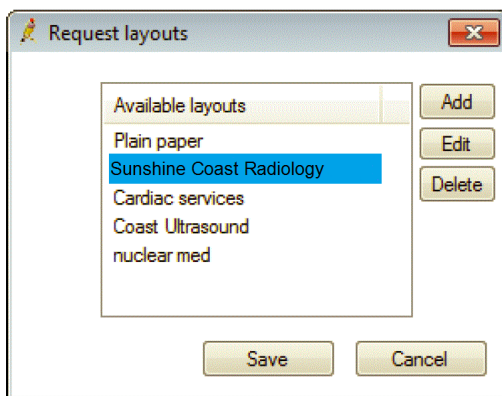 Request layouts
Available layouts
Add
Plain paper
Edit
Sunshine Coast Radiology
Delete
Cardiac services
Coast Ultrasound
nuclear med
Save
Cancel